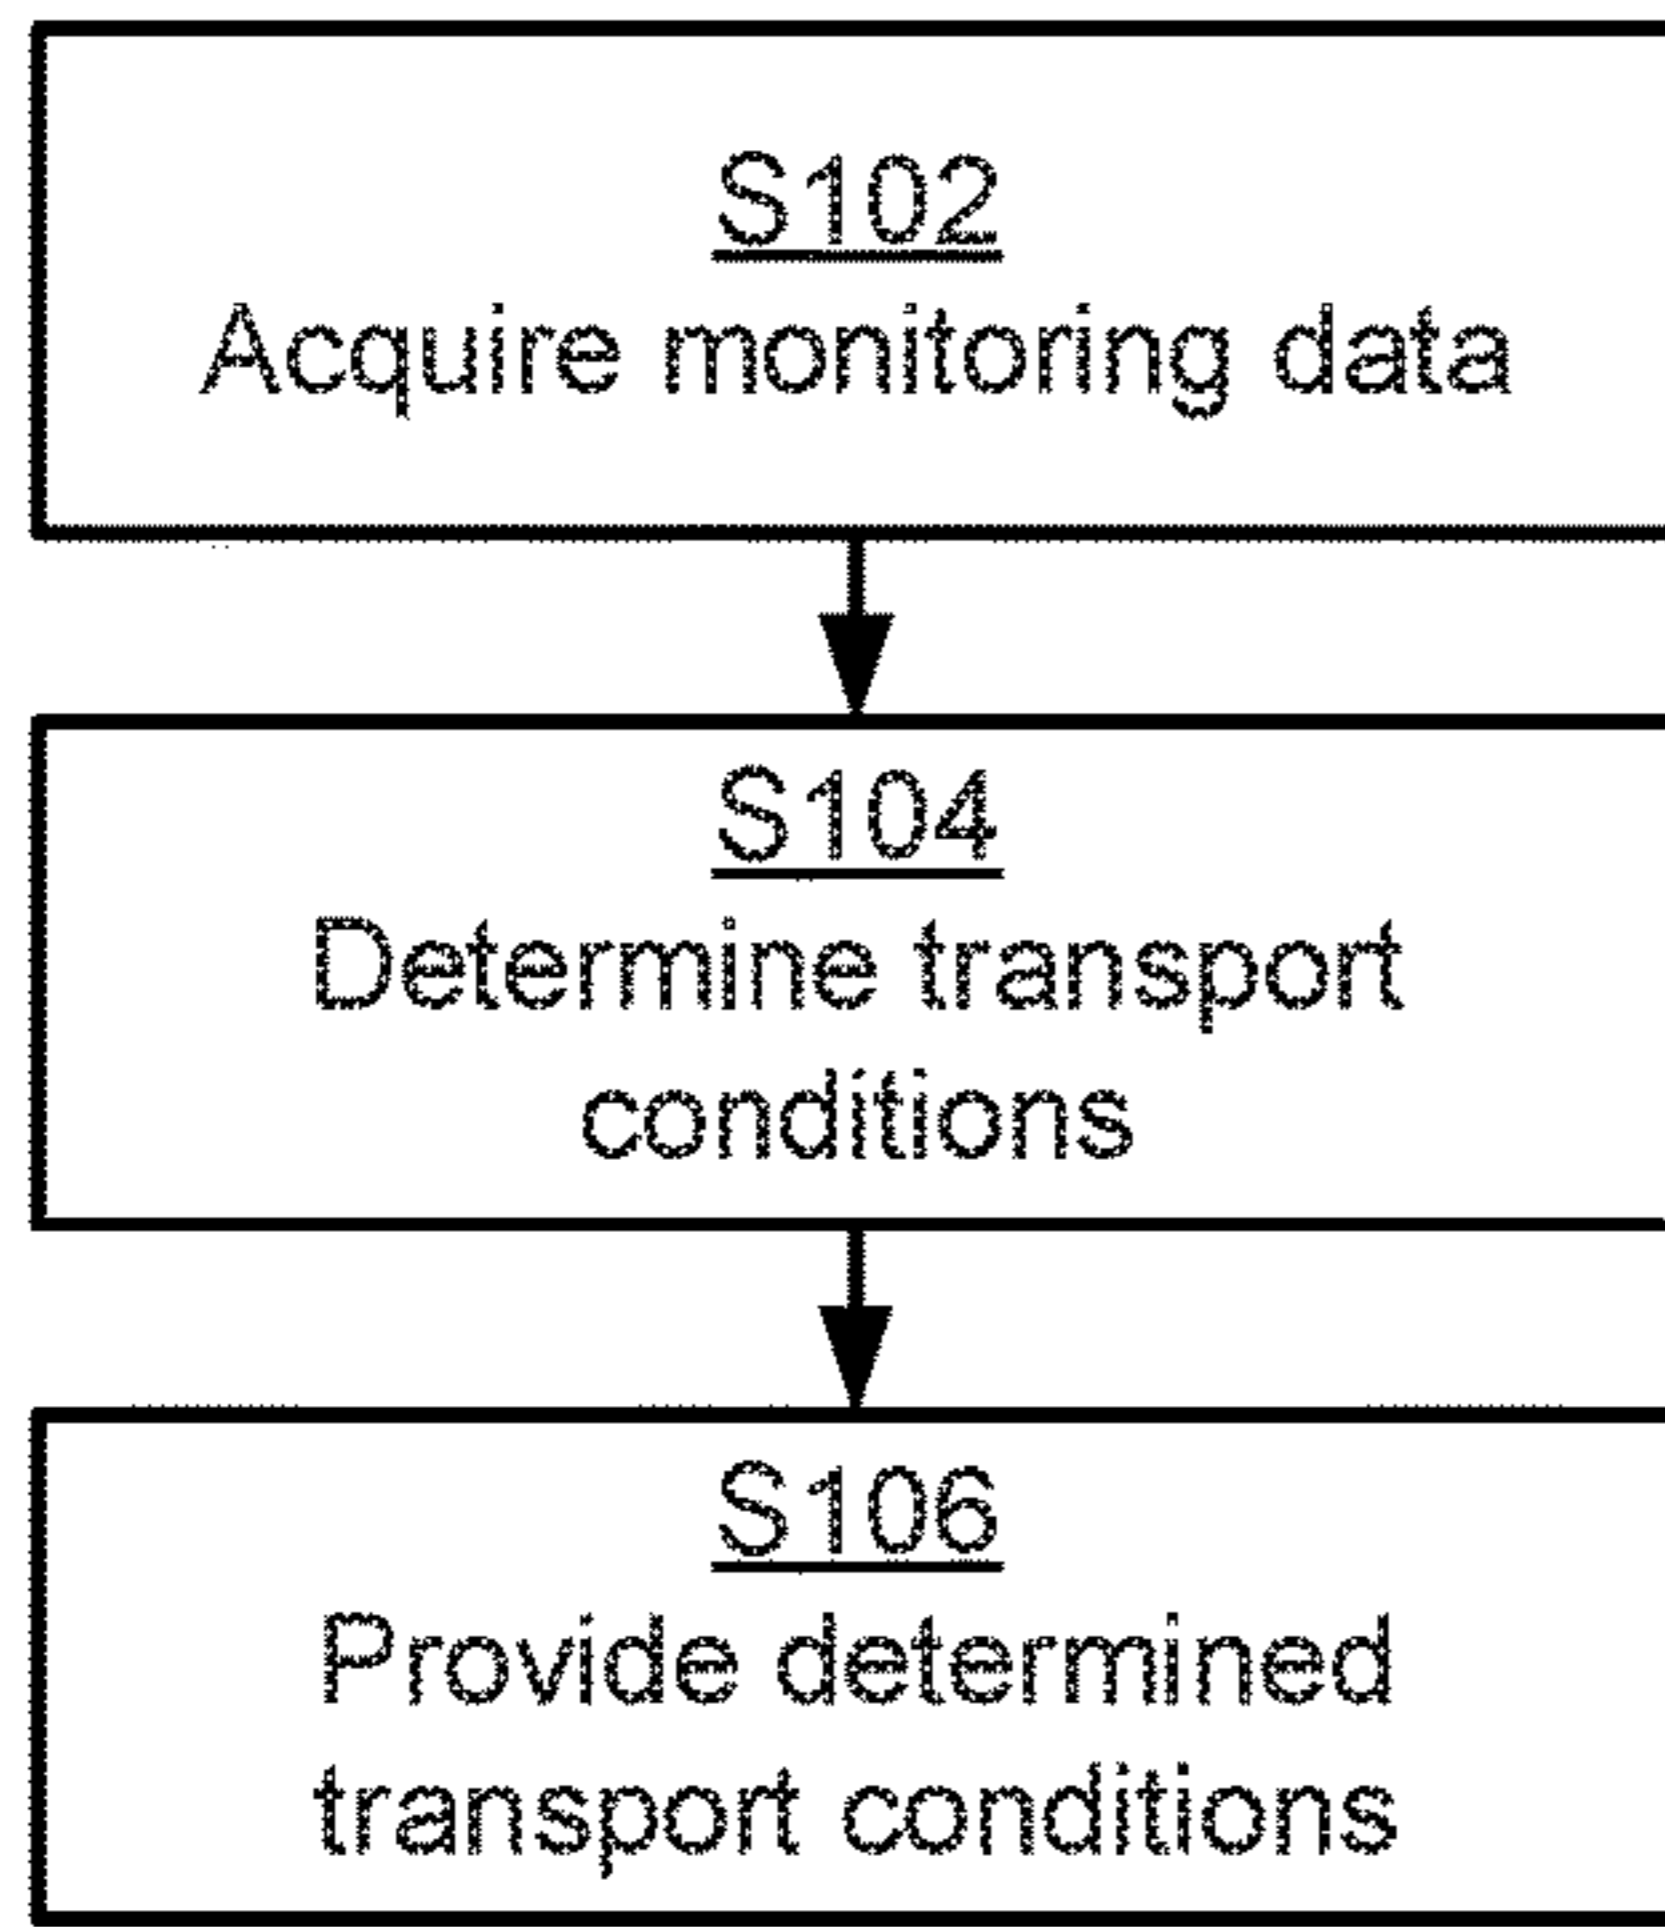 S102
Acquire monitoring data
S104
Determine transport
conditions
S106
Provide determined
transport conditions